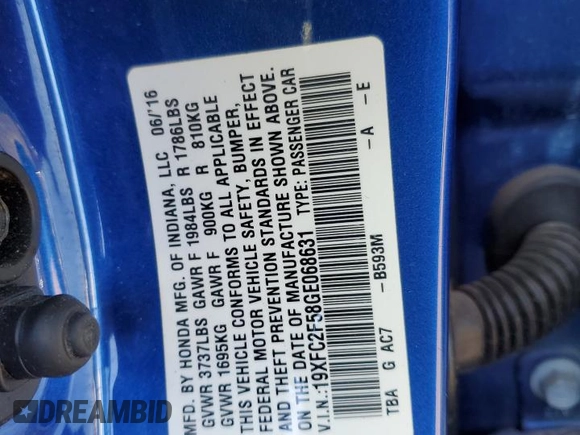 MFD. BY HONDA MFG. OF INDIANA, LLC 06/'16
GVWR 3737LBS GAWR F 1984LBS R 1786LBS
GVWR 1695KG GAWR F 900KG R 810KG
THIS VEHICLE CONFORMS TO ALL APPLICABLE
FEDERAL MOTOR VEHICLE SAFETY, BUMPER,
AND THEFT PREVENTION STANDARDS IN EFFECT
ON THE DATE OF MANUFACTURE SHOWN ABOVE.
V.I.N.:19XFC2F58GE068631 TYPE: PASSENGER CAR
-A -E
TBA G AC7 -B593M
DREAMBID